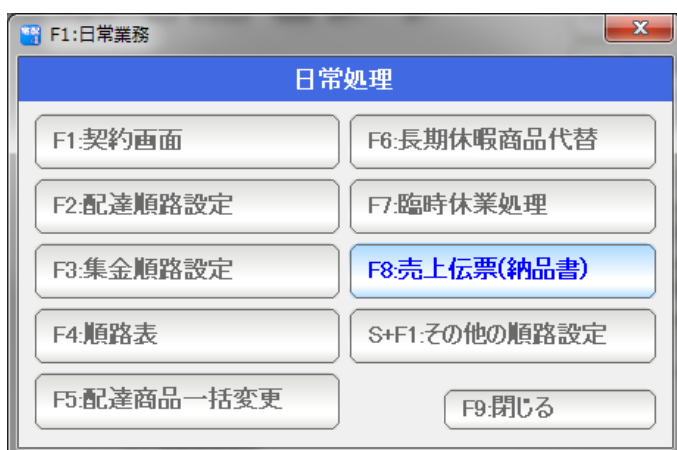 F1:日常業務
日常処理
F1:契約画面
F2:配達順路設定
F3:集金順路設定
F4:順路表
F5:配達商品一括変更
F6:長期休暇商品代替
F7:臨時休業処理
F8:売上伝票(納品書)
S+F1:その他の順路設定
F9:閉じる